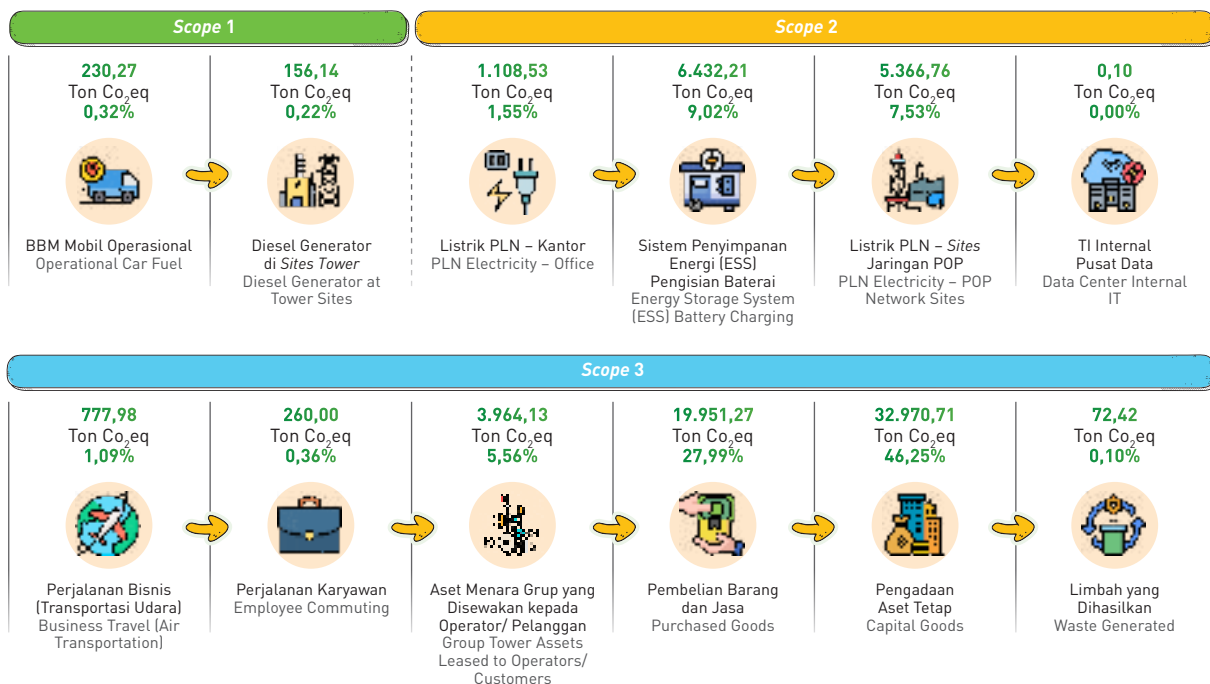 Scope 1
Scope 2
230,27
Ton Co₂eq
0,32%
BBM Mobil Operasional
Operational Car Fuel
156,14
Ton Co₂eq
0,22%
Diesel Generator
di Sites Tower
Diesel Generator at
Tower Sites
1.108,53
Ton Co₂eq
1,55%
Listrik PLN – Kantor
PLN Electricity – Office
6.432,21
Ton Co₂eq
9,02%
Sistem Penyimpanan
Energi (ESS)
Pengisian Baterai
Energy Storage System
(ESS) Battery Charging
5.366,76
Ton Co₂eq
7,53%
Listrik PLN – Sites
Jaringan POP
PLN Electricity – POP
Network Sites
0,10
Ton Co₂eq
0,00%
TI Internal
Pusat Data
Data Center Internal
IT
Scope 3
777,98
Ton Co₂eq
1,09%
Perjalanan Bisnis
(Transportasi Udara)
Business Travel (Air
Transportation)
260,00
Ton Co₂eq
0,36%
Perjalanan Karyawan
Employee Commuting
3.964,13
Ton Co₂eq
5,56%
Aset Menara Grup yang
Disewakan kepada
Operator/ Pelanggan
Group Tower Assets
Leased to Operators/
Customers
19.951,27
Ton Co₂eq
27,99%
Pembelian Barang
dan Jasa
Purchased Goods
32.970,71
Ton Co₂eq
46,25%
Pengadaan
Aset Tetap
Capital Goods
72,42
Ton Co₂eq
0,10%
Limbah yang
Dihasilkan
Waste Generated